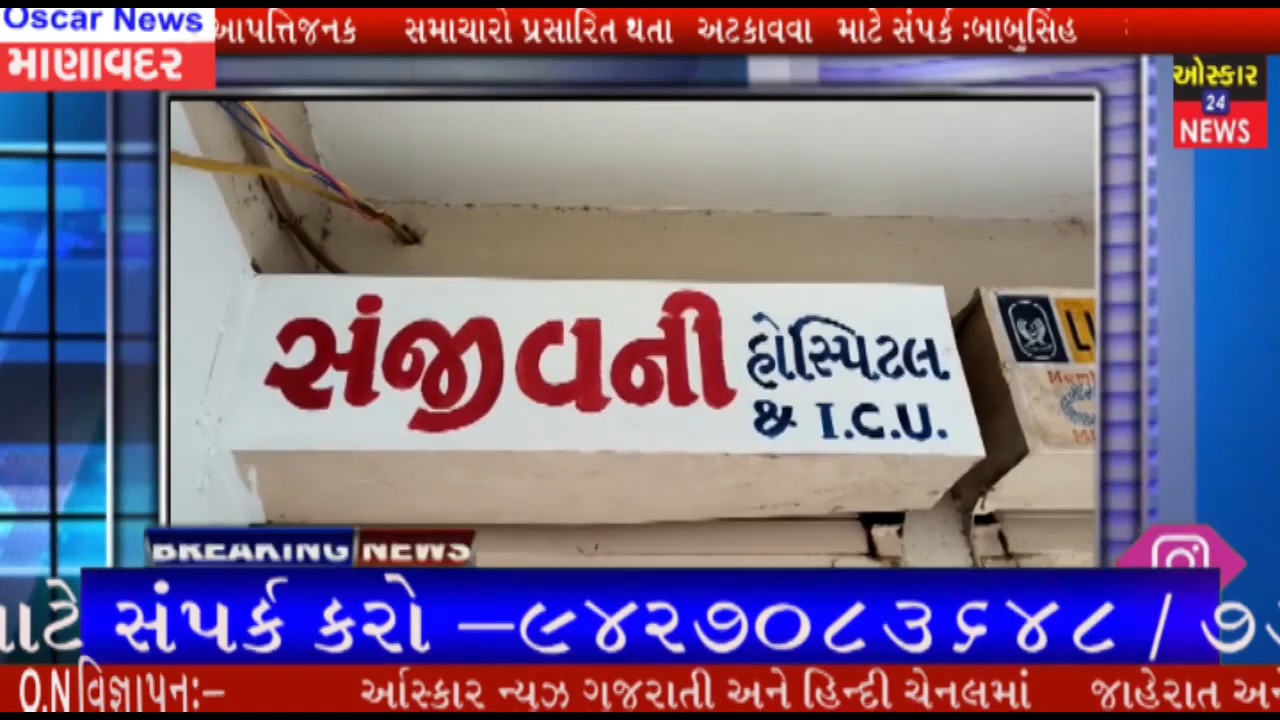 Oscar News
માણાવદર
આપત્તિજનક સમાચારો પ્રસારિત થતા અટકાવવા માટે સંપર્ક :બાબુસિંહ
ઓસ્કાર
24
NEWS
સંજીવની હોસ્પિટલ
& I.C.U.
BREAKING NEWS
માટે સંપર્ક કરો –૯૪૨૭૦૮૩૬૪૮ / ૭
O.N વિજ્ઞાપનઃ– ઓસ્કાર ન્યુઝ ગુજરાતી અને હિન્દી ચેનલમાં જાહેરાત